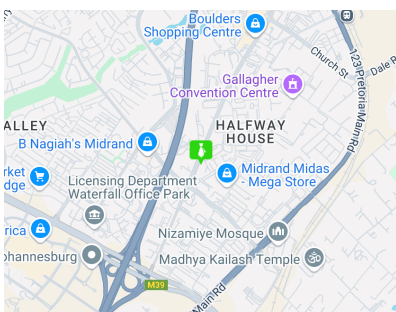 Boulders
Shopping Centre
123 Pretoria Main Rd
Church St
Dale R
Gallagher
Convention Centre
ALLEY
HALFWAY
HOUSE
B Nagiah's Midrand
rket
dge
Midrand Midas
- Mega Store
Licensing Department
Waterfall Office Park
rica
Nizamiye Mosque
ohannesburg
Madhya Kailash Temple
M39
Main Rd